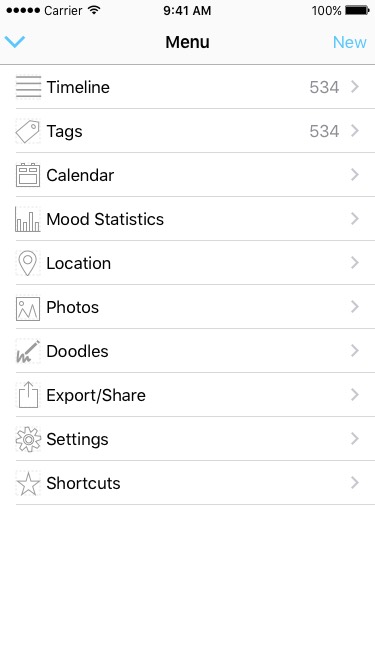 Carrier 9:41 AM 100%
Menu New
Timeline 534
Tags 534
Calendar
Mood Statistics
Location
Photos
Doodles
Export/Share
Settings
Shortcuts